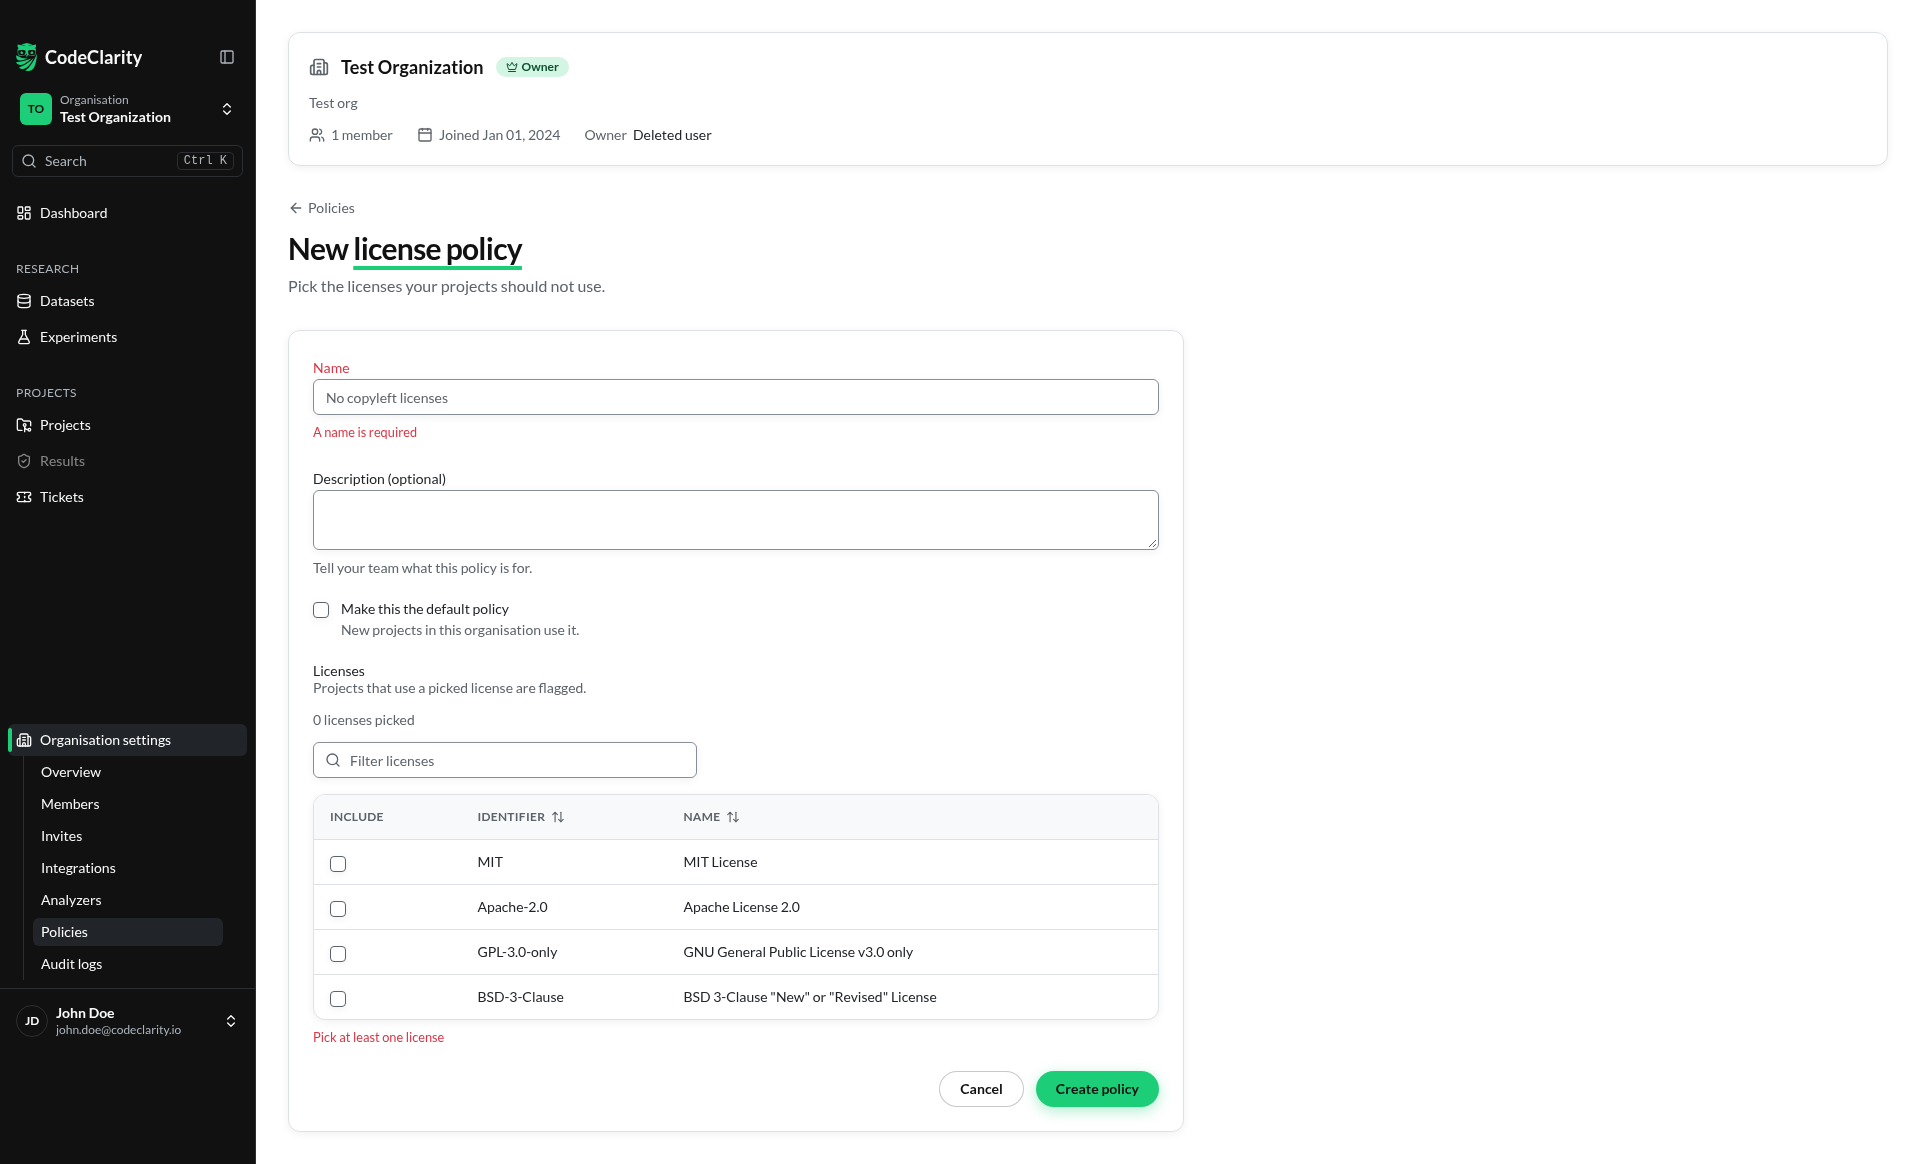 CodeClarity
TO
Organisation
Test Organization
Search
Ctrl K
Dashboard
RESEARCH
Datasets
Experiments
PROJECTS
Projects
Results
Tickets
Organisation settings
Overview
Members
Invites
Integrations
Analyzers
Policies
Audit logs
JD
John Doe
john.doe@codeclarity.io
Test Organization
Owner
Test org
1 member
Joined Jan 01, 2024
Owner Deleted user
Policies
New license policy
Pick the licenses your projects should not use.
Name
No copyleft licenses
A name is required
Description (optional)
Tell your team what this policy is for.
Make this the default policy
New projects in this organisation use it.
Licenses
Projects that use a picked license are flagged.
0 licenses picked
Filter licenses
INCLUDE IDENTIFIER NAME
MIT MIT License
Apache-2.0 Apache License 2.0
GPL-3.0-only GNU General Public License v3.0 only
BSD-3-Clause BSD 3-Clause "New" or "Revised" License
Pick at least one license
Cancel
Create policy